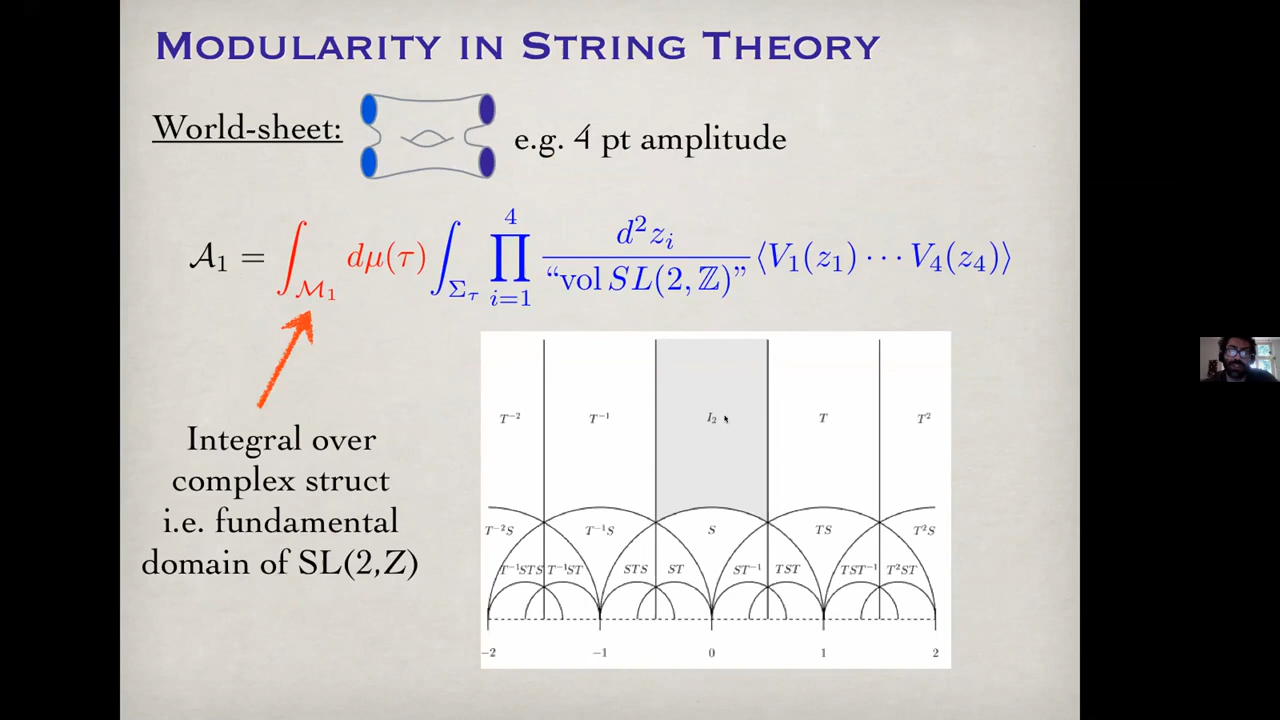 MODULARITY IN STRING THEORY
World-sheet:
e.g. 4 pt amplitude
𝒜₁ = ∫_{ℳ₁} dμ(τ) ∫_{Σ_τ} ∏_{i=1}^{4} d²z_i / “vol SL(2,ℤ)” ⟨V₁(z₁) ⋯ V₄(z₄)⟩
Integral over
complex struct
i.e. fundamental
domain of SL(2,Z)
T⁻² T⁻¹ I₂ T T²
T⁻²S T⁻¹S S TS T²S
T⁻¹STS T⁻¹ST STS ST ST⁻¹ TST TST⁻¹ T²ST
−2 −1 0 1 2